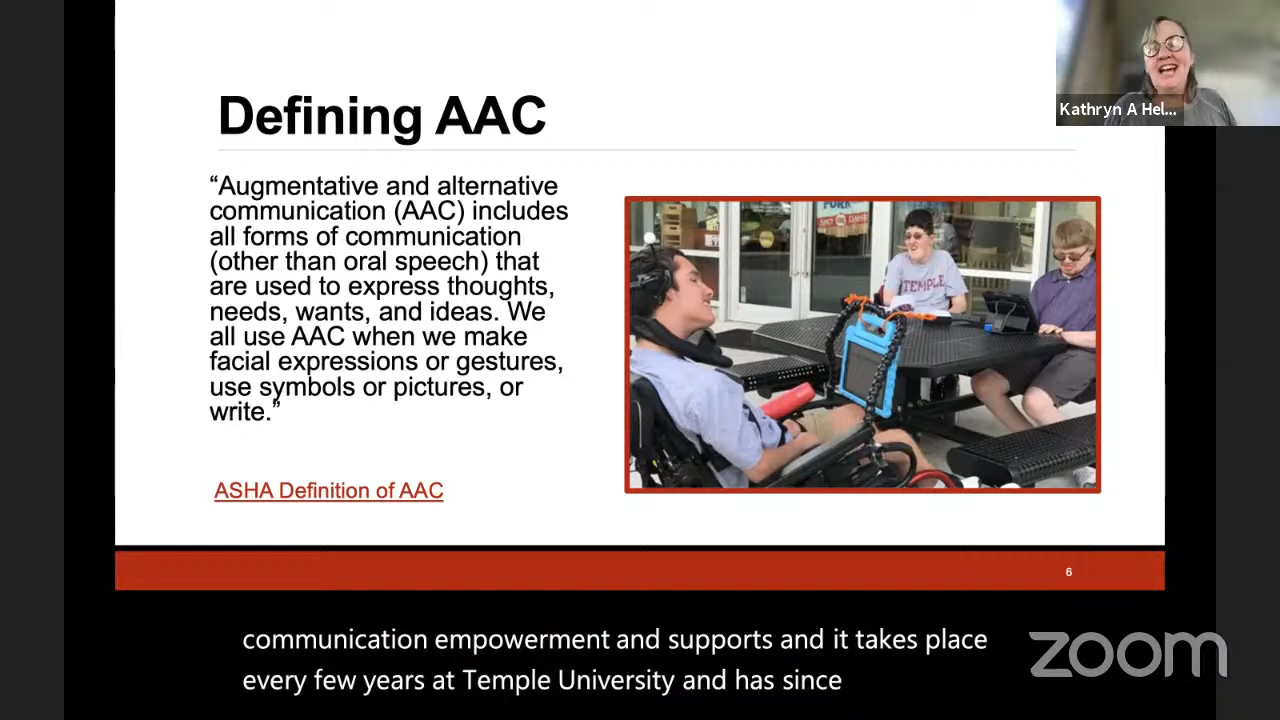 Defining AAC
“Augmentative and alternative
communication (AAC) includes
all forms of communication
(other than oral speech) that
are used to express thoughts,
needs, wants, and ideas. We
all use AAC when we make
facial expressions or gestures,
use symbols or pictures, or
write.”
ASHA Definition of AAC
TEMPLE
Kathryn A Hel...
6
communication empowerment and supports and it takes place
every few years at Temple University and has since
zoom